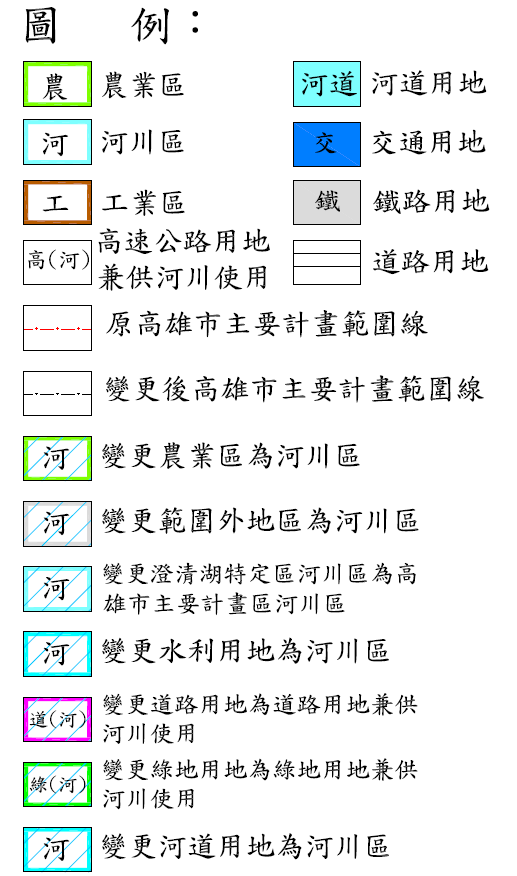 圖 例：
農 農業區 河道 河道用地
河 河川區 交 交通用地
工 工業區 鐵 鐵路用地
高(河) 高速公路用地
兼供河川使用 道路用地
原高雄市主要計畫範圍線
變更後高雄市主要計畫範圍線
河 變更農業區為河川區
河 變更範圍外地區為河川區
河 變更澄清湖特定區河川區為高
雄市主要計畫區河川區
河 變更水利用地為河川區
道(河) 變更道路用地為道路用地兼供
河川使用
綠(河) 變更綠地用地為綠地用地兼供
河川使用
河 變更河道用地為河川區